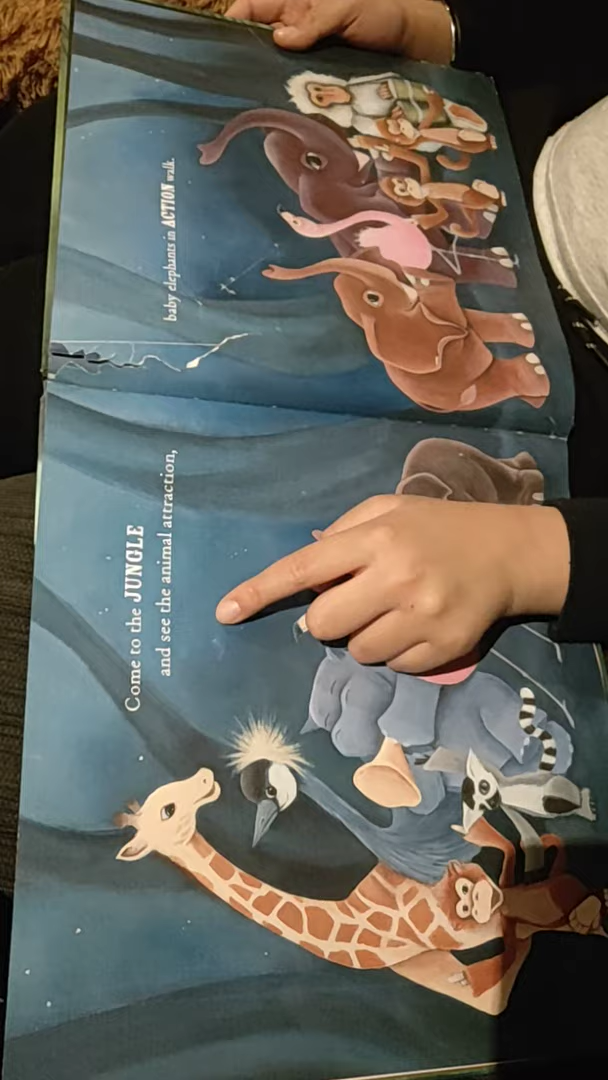 Come to the JUNGLE
and see the animal attraction,
baby elephants in ACTION walk.